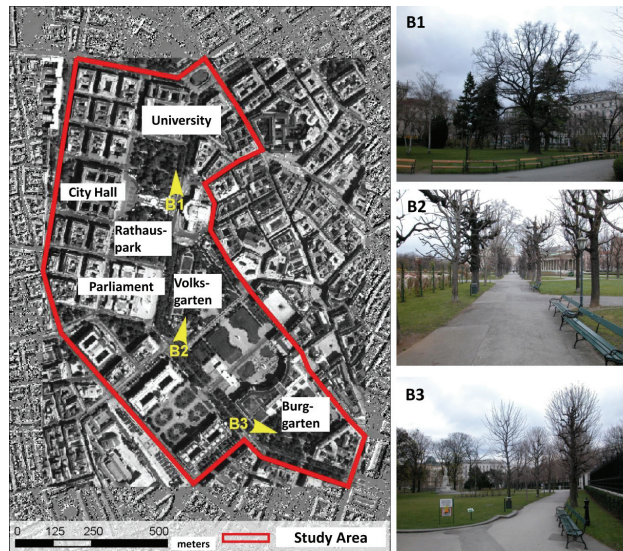 University
City Hall
B1
Rathaus-
park
Parliament
Volks-
garten
B2
B3
Burg-
garten
0 125 250 500
meters
Study Area
B1
B2
B3